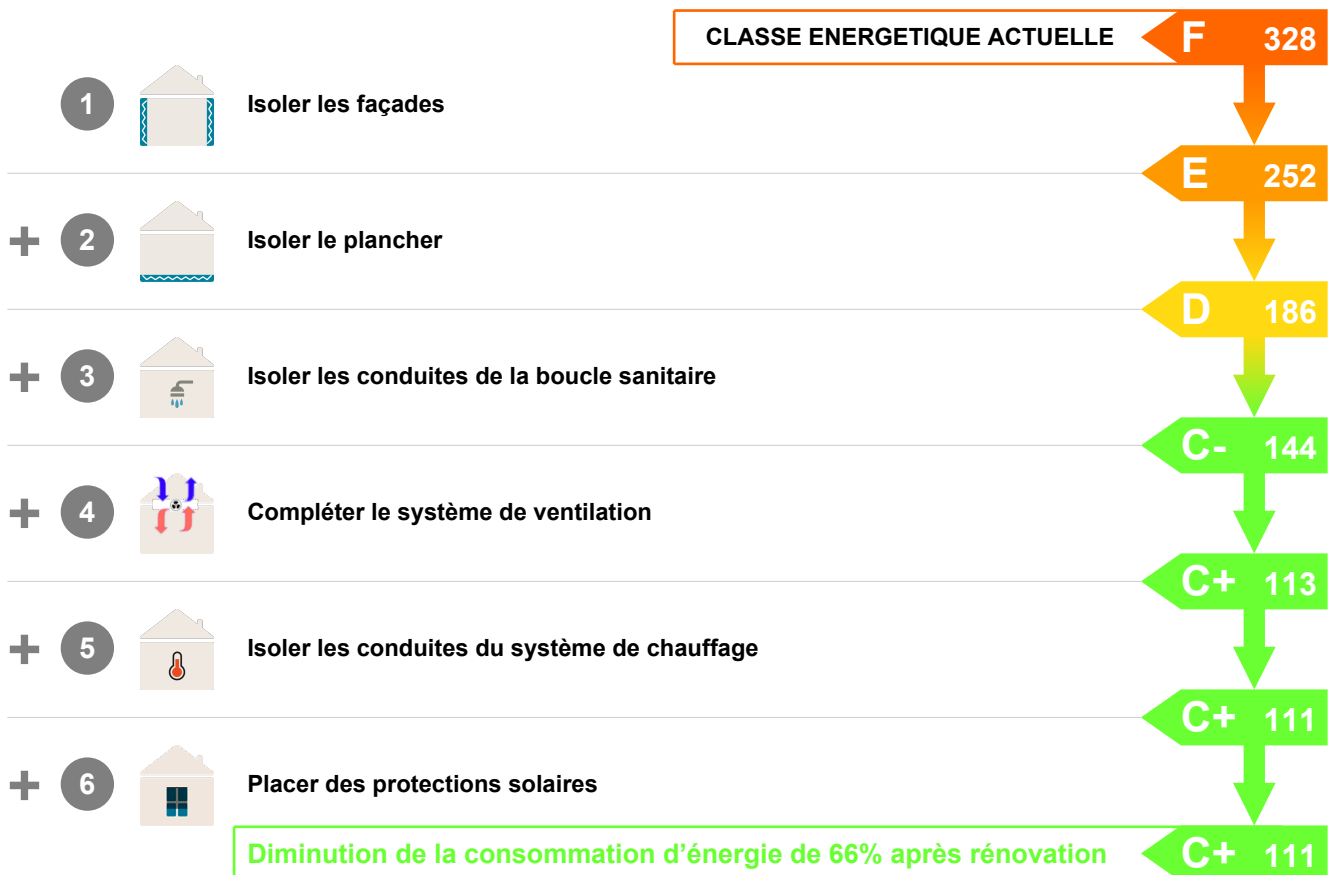 CLASSE ENERGETIQUE ACTUELLE F 328
1 Isoler les façades
E 252
+ 2 Isoler le plancher
D 186
+ 3 Isoler les conduites de la boucle sanitaire
C- 144
+ 4 Compléter le système de ventilation
C+ 113
+ 5 Isoler les conduites du système de chauffage
C+ 111
+ 6 Placer des protections solaires
Diminution de la consommation d’énergie de 66% après rénovation C+ 111